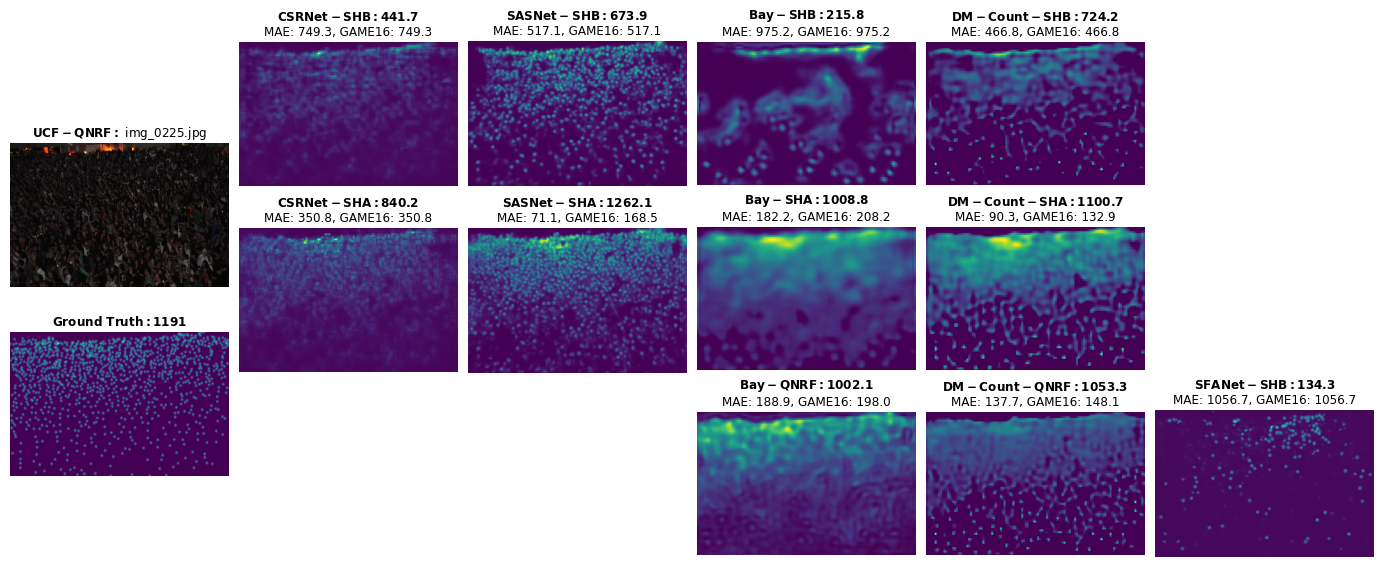 CSRNet-SHB: 441.7
MAE: 749.3, GAME16: 749.3
SASNet-SHB: 673.9
MAE: 517.1, GAME16: 517.1
Bay-SHB: 215.8
MAE: 975.2, GAME16: 975.2
DM-Count-SHB: 724.2
MAE: 466.8, GAME16: 466.8
UCF-QNRF: img_0225.jpg
CSRNet-SHA: 840.2
MAE: 350.8, GAME16: 350.8
SASNet-SHA: 1262.1
MAE: 71.1, GAME16: 168.5
Bay-SHA: 1008.8
MAE: 182.2, GAME16: 208.2
DM-Count-SHA: 1100.7
MAE: 90.3, GAME16: 132.9
Ground Truth: 1191
Bay-QNRF: 1002.1
MAE: 188.9, GAME16: 198.0
DM-Count-QNRF: 1053.3
MAE: 137.7, GAME16: 148.1
SFANet-SHB: 134.3
MAE: 1056.7, GAME16: 1056.7